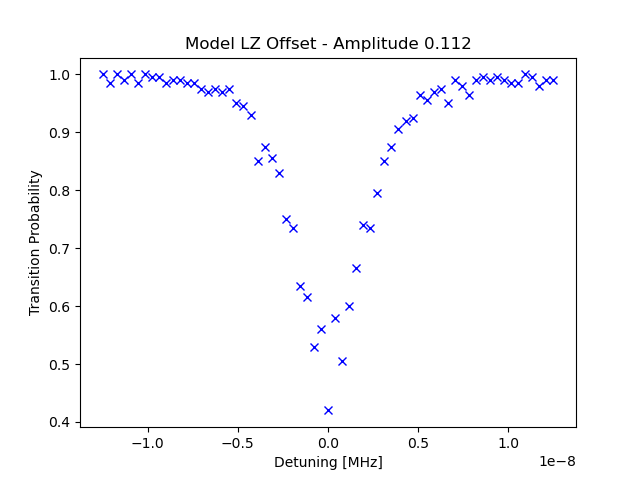 Model LZ Offset - Amplitude 0.112
Transition Probability
1.0
0.9
0.8
0.7
0.6
0.5
0.4
−1.0 −0.5 0.0 0.5 1.0
1e−8
Detuning [MHz]